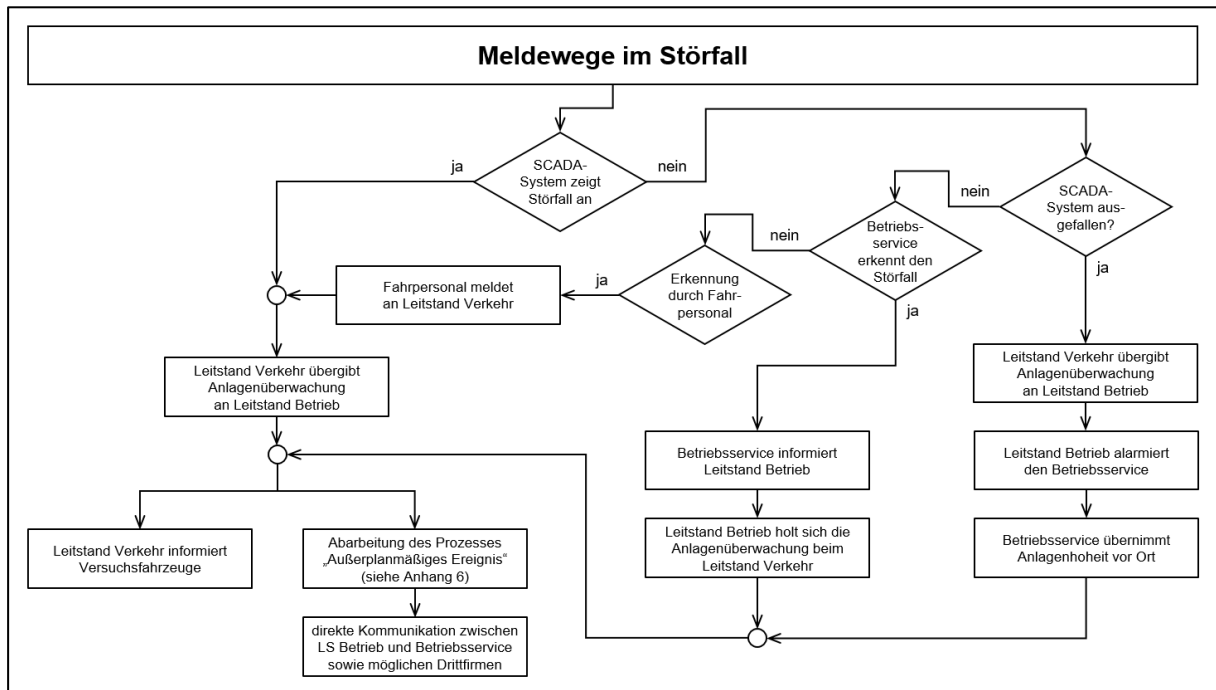 Meldewege im Störfall
ja
SCADA-
System zeigt
Störfall an
nein
SCADA-
System aus-
gefallen?
nein
ja
Betriebs-
service
erkennt den
Störfall
nein
ja
Erkennung
durch Fahr-
personal
ja
Fahrpersonal meldet
an Leitstand Verkehr
Leitstand Verkehr übergibt
Anlagenüberwachung
an Leitstand Betrieb
Leitstand Verkehr übergibt
Anlagenüberwachung
an Leitstand Betrieb
Betriebsservice informiert
Leitstand Betrieb
Leitstand Betrieb alarmiert
den Betriebsservice
Leitstand Verkehr informiert
Versuchsfahrzeuge
Abarbeitung des Prozesses
„Außerplanmäßiges Ereignis“
(siehe Anhang 6)
Leitstand Betrieb holt sich die
Anlagenüberwachung beim
Leitstand Verkehr
Betriebsservice übernimmt
Anlagenhoheit vor Ort
direkte Kommunikation zwischen
LS Betrieb und Betriebsservice
sowie möglichen Drittfirmen